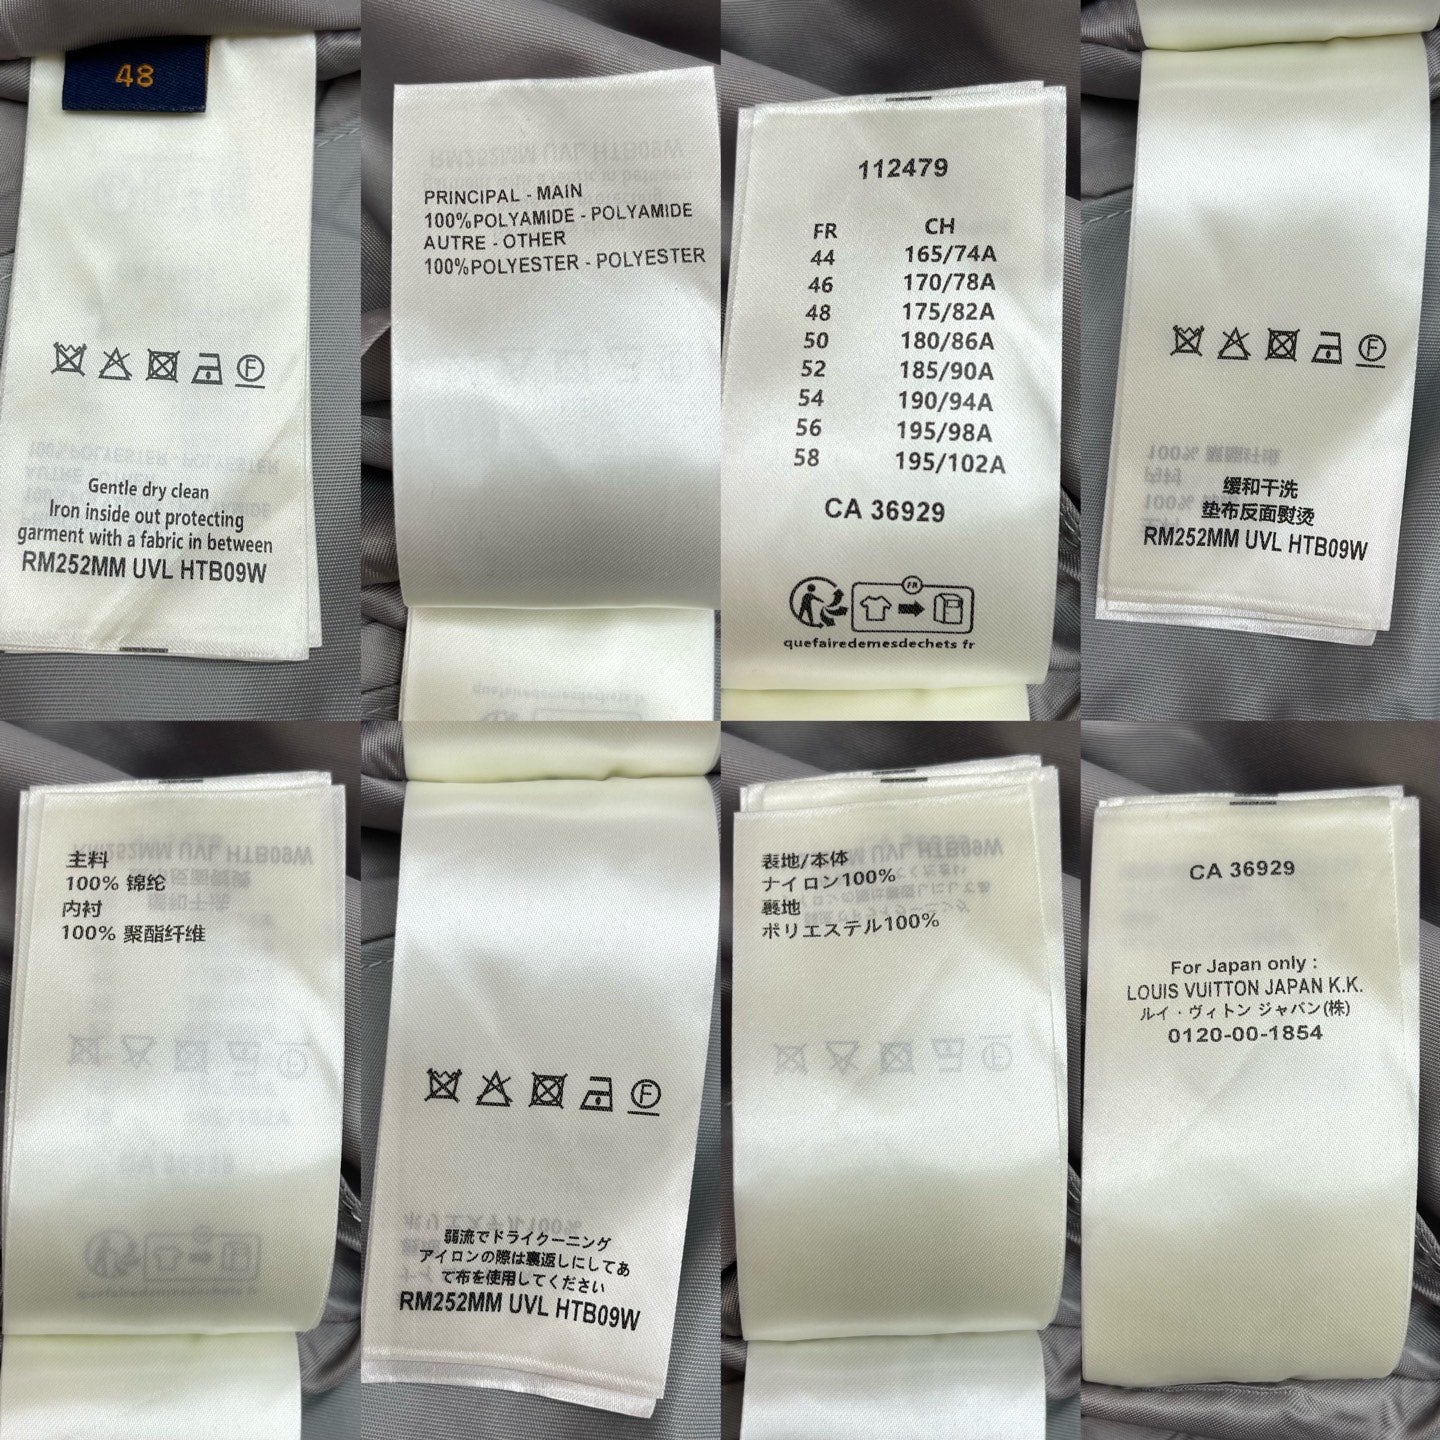 48
Gentle dry clean
Iron inside out protecting
garment with a fabric in between
RM252MM UVL HTB09W
PRINCIPAL - MAIN
100%POLYAMIDE - POLYAMIDE
AUTRE - OTHER
100%POLYESTER - POLYESTER
112479
FR CH
44 165/74A
46 170/78A
48 175/82A
50 180/86A
52 185/90A
54 190/94A
56 195/98A
58 195/102A
CA 36929
FR
quefairedemesdechets fr
F
缓和干洗
垫布反面熨烫
RM252MM UVL HTB09W
主料
100% 锦纶
内衬
100% 聚酯纤维
F
弱流でドライクーニング
アイロンの際は裏返しにしてあ
て布を使用してください
RM252MM UVL HTB09W
表地/本体
ナイロン100%
裏地
ポリエステル100%
CA 36929
For Japan only :
LOUIS VUITTON JAPAN K.K.
ルイ・ヴィトン ジャパン(株)
0120-00-1854